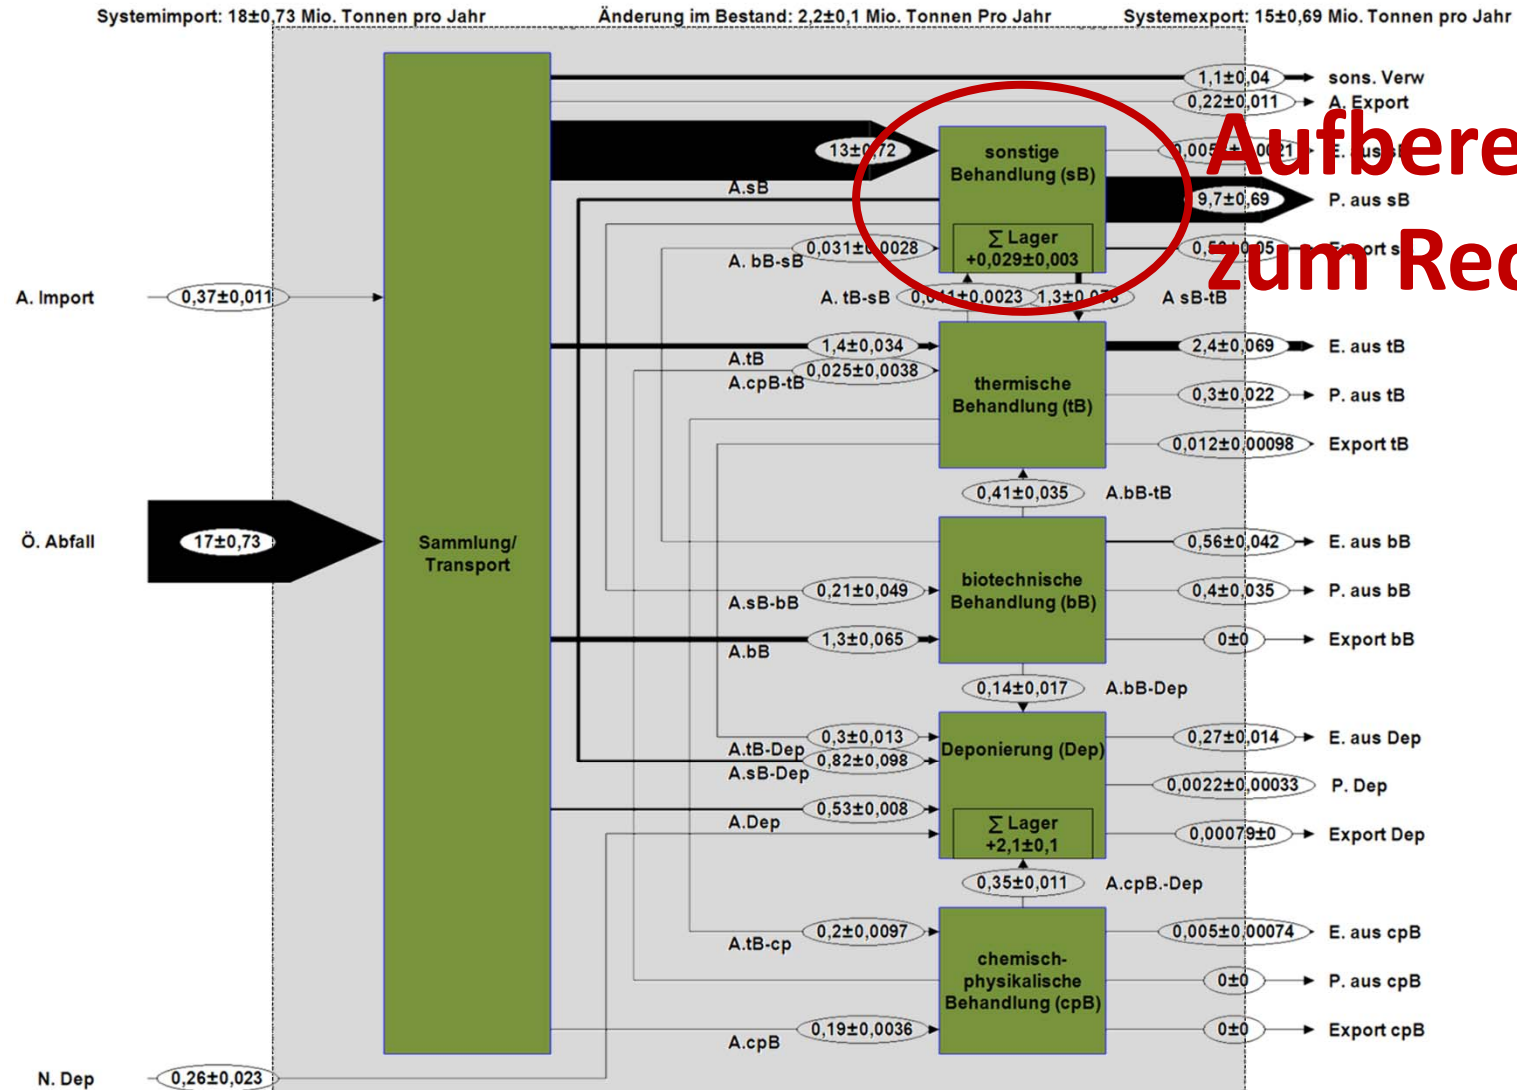 Systemimport: 18±0,73 Mio. Tonnen pro Jahr
Änderung im Bestand: 2,2±0,1 Mio. Tonnen Pro Jahr
Systemexport: 15±0,69 Mio. Tonnen pro Jahr
1,1±0,04
sons. Verw
0,22±0,011
A. Export
Aufbere
13±0,72
sonstige
Behandlung (sB)
A.sB
9,7±0,69
P. aus sB
zum Rec
A. bB-sB
0,031±0,0028
∑ Lager
+0,029±0,003
A. Import
0,37±0,011
A. tB-sB
A sB-tB
1,4±0,034
A.tB
2,4±0,069
E. aus tB
0,025±0,0038
A.cpB-tB
thermische
Behandlung (tB)
0,3±0,022
P. aus tB
0,012±0,00098
Export tB
0,41±0,035
A.bB-tB
Ö. Abfall
17±0,73
Sammlung/
Transport
0,56±0,042
E. aus bB
biotechnische
Behandlung (bB)
A.sB-bB
0,21±0,049
0,4±0,035
P. aus bB
A.bB
1,3±0,065
0±0
Export bB
0,14±0,017
A.bB-Dep
A.tB-Dep
0,3±0,013
Deponierung (Dep)
0,27±0,014
E. aus Dep
A.sB-Dep
0,82±0,098
0,0022±0,00033
P. Dep
A.Dep
0,53±0,008
∑ Lager
+2,1±0,1
0,00079±0
Export Dep
0,35±0,011
A.cpB.-Dep
A.tB-cp
0,2±0,0097
0,005±0,00074
E. aus cpB
chemisch-
physikalische
Behandlung (cpB)
0±0
P. aus cpB
A.cpB
0,19±0,0036
0±0
Export cpB
N. Dep
0,26±0,023